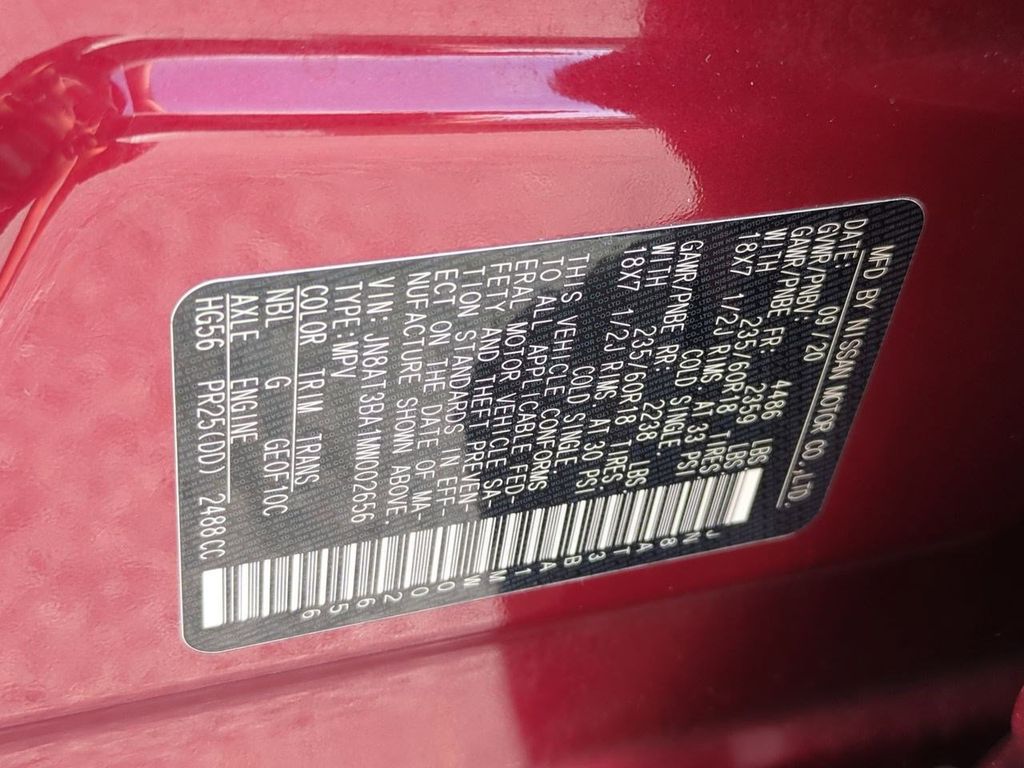 MFD BY NISSAN MOTOR CO.,LTD.
DATE: 09/20
GVWR/PNBV 4486 LBS
GAWR/PNBE FR: 2359 LBS
WITH 235/60R18 TIRES
18X7 1/2J RIMS AT 33 PSI
COLD SINGLE.
GAWR/PNBE RR: 2238 LBS
WITH 235/60R18 TIRES
18X7 1/2J RIMS AT 30 PSI
COLD SINGLE
THIS VEHICLE CONFORMS
TO ALL APPLICABLE FED-
ERAL MOTOR VEHICLE SA-
FETY AND THEFT PREVEN-
TION STANDARDS IN EFF-
ECT ON THE DATE OF MA-
NUFACTURE SHOWN ABOVE.
VIN: JN8AT3BA1MW002656
TYPE:MPV
COLOR TRIM TRANS
NBL G GE0F10C
AXLE ENGINE
HG56 PR25(DD) 2488CC
JN8AT3BA1MW002656